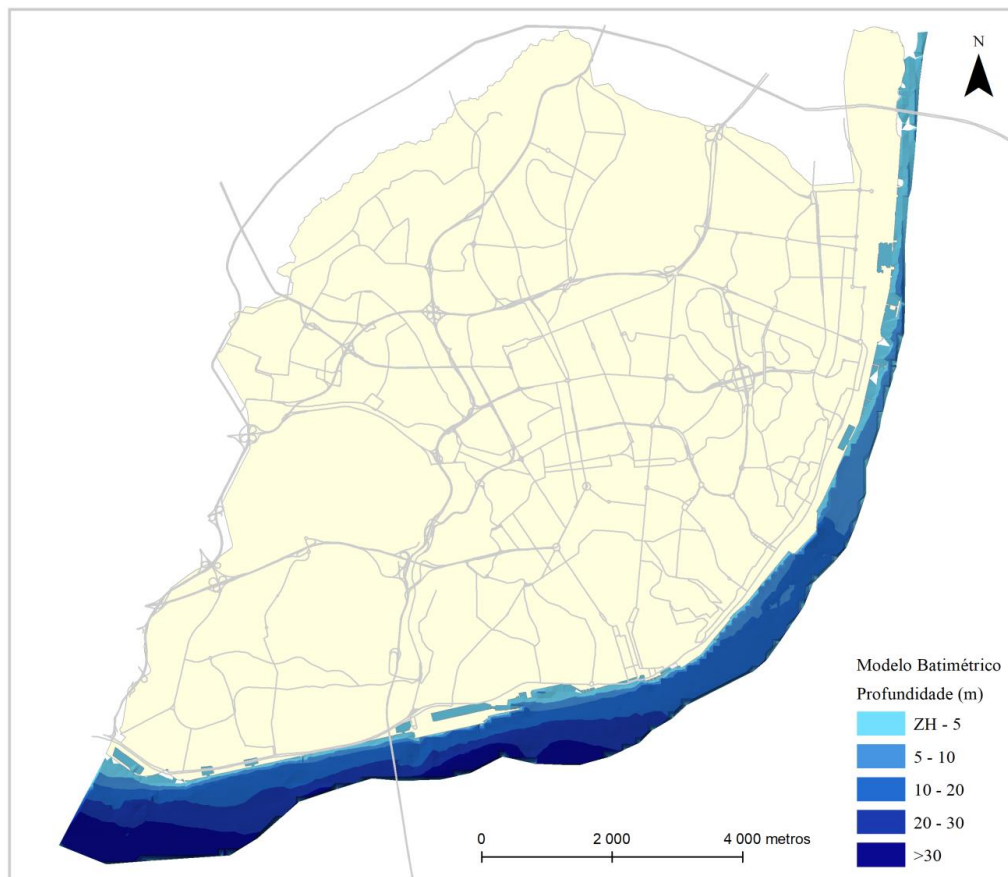 N
Modelo Batimétrico
Profundidade (m)
ZH - 5
5 - 10
10 - 20
20 - 30
>30
0 2 000 4 000 metros